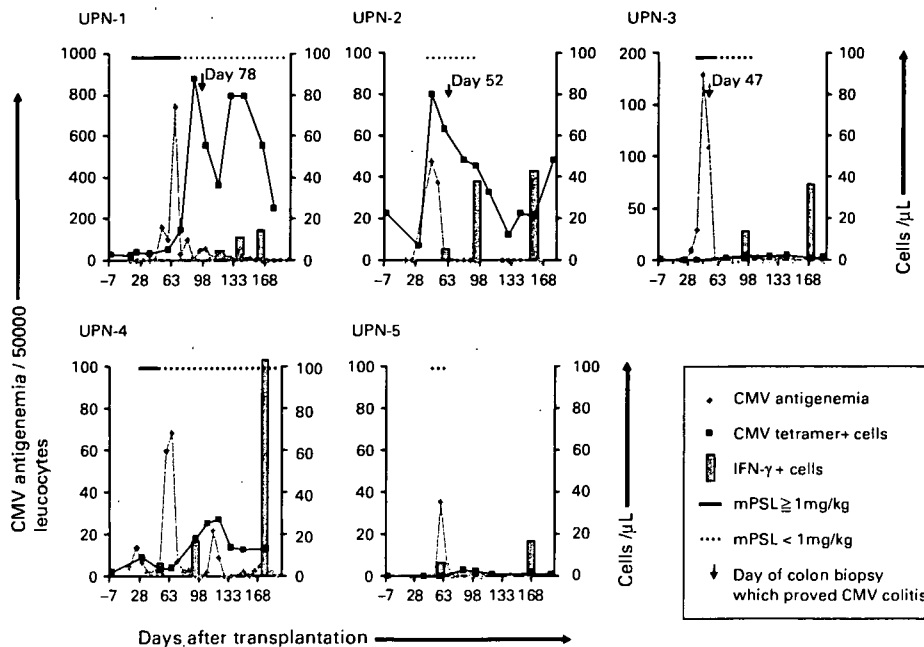 UPN-1
1000 800 600 400 200 0
100 80 60 40 20 0
Day 78
-7 28 63 98 133 168
UPN-2
100 80 60 40 20 0
100 80 60 40 20 0
Day 52
-7 28 63 98 133 168
UPN-3
200 150 100 50 0
100 80 60 40 20 0
Day 47
-7 28 63 98 133 168
Cells /µL
UPN-4
100 80 60 40 20 0
100 80 60 40 20 0
-7 28 63 98 133 168
UPN-5
100 80 60 40 20 0
100 80 60 40 20 0
-7 28 63 98 133 168
Cells/µL
CMV antigenemia / 50000
leucocytes
Days after transplantation
CMV antigenemia
CMV tetramer+ cells
IFN-γ + cells
mPSL ≧ 1mg/kg
mPSL < 1mg/kg
Day of colon biopsy
which proved CMV colitis